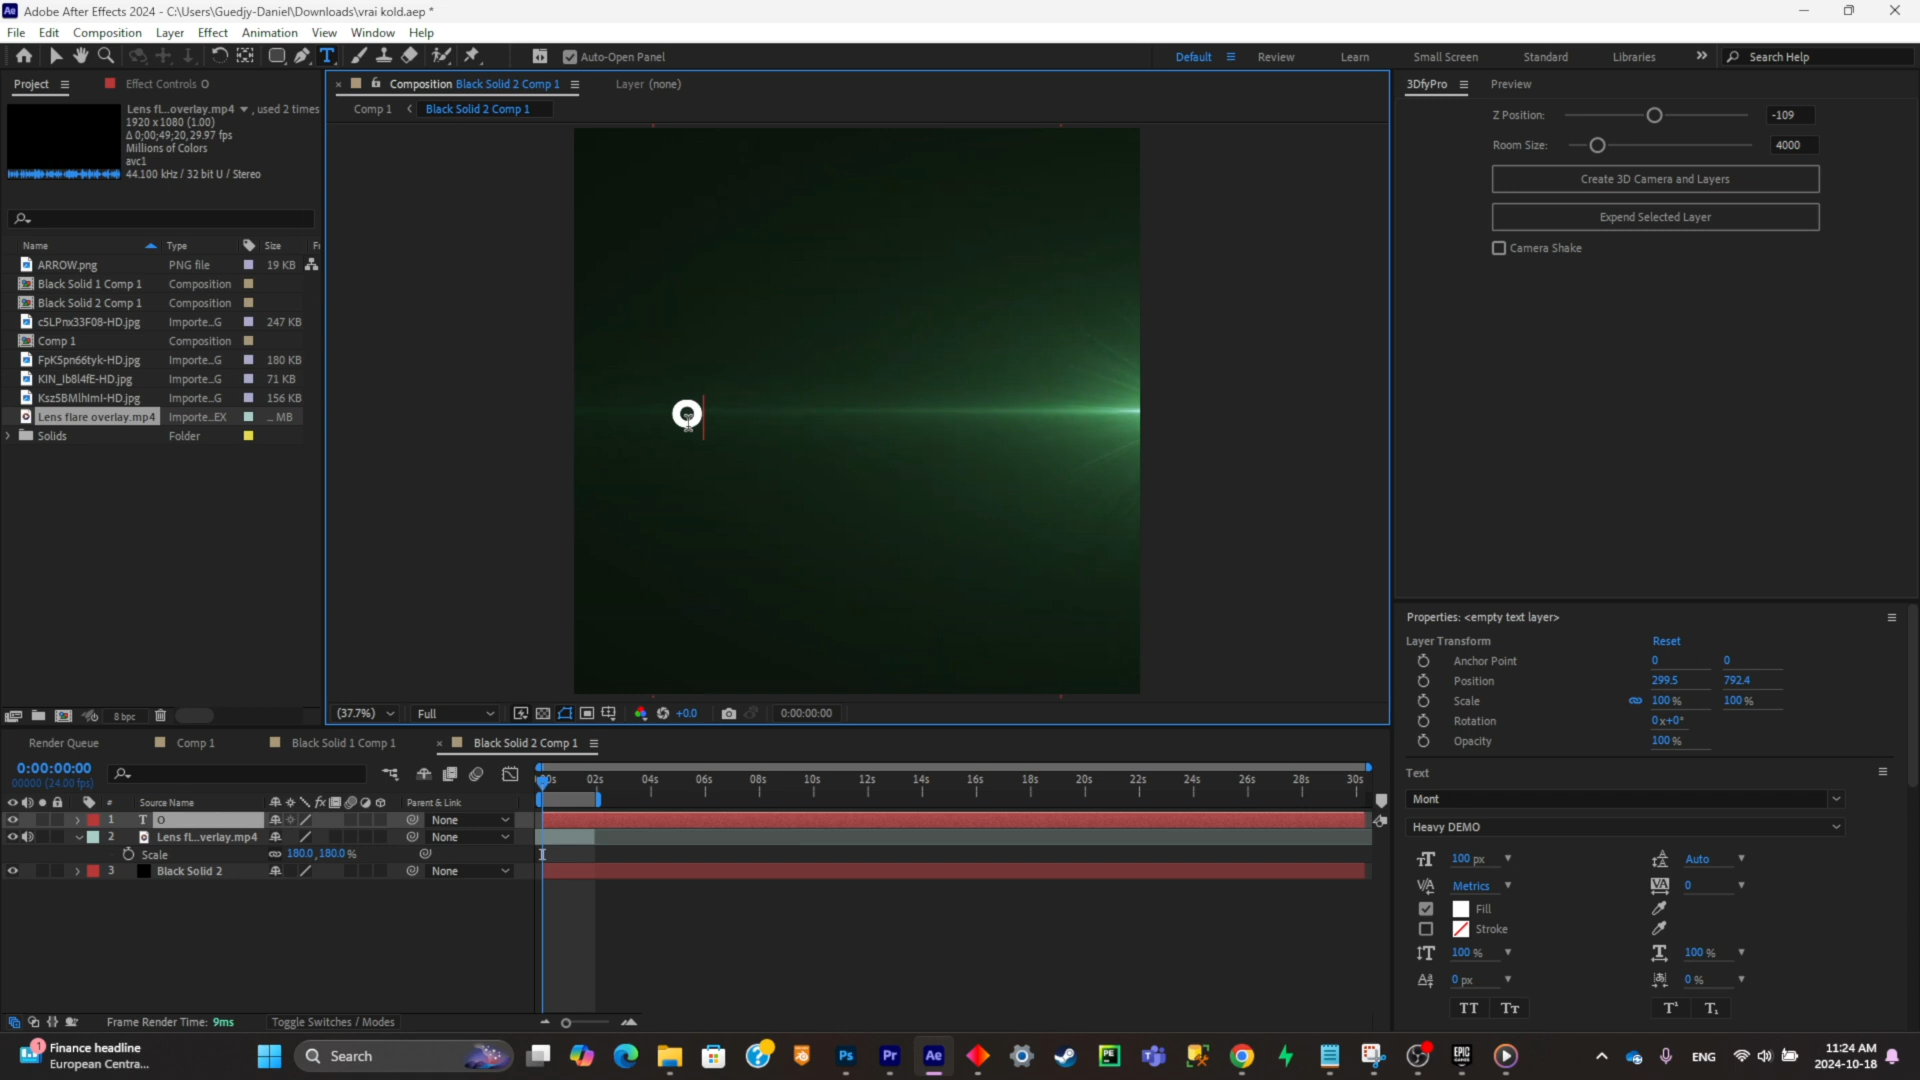 Adobe After Effects 2024 - C:\Users\Guedjy-Daniel\Downloads\vrai kold.aep *
File Edit Composition Layer Effect Animation View Window Help
Auto-Open Panel
Default Review Learn Small Screen Standard Libraries Search Help
Project Effect Controls O
Composition Black Solid 2 Comp 1 Layer (none)
Comp 1 Black Solid 2 Comp 1
3DfyPro Preview
Lens fl...overlay.mp4 , used 2 times
1920 x 1080 (1.00)
Δ 0;00;49;20, 29.97 fps
Millions of Colors
avc1
44.100 kHz / 32 bit U / Stereo
Z Position: -109
Room Size: 4000
Create 3D Camera and Layers
Expend Selected Layer
Camera Shake
Name Type Size
ARROW.png PNG file 19 KB
Black Solid 1 Comp 1 Composition
Black Solid 2 Comp 1 Composition
c5LPnx33F08-HD.jpg Importe...G 247 KB
Comp 1 Composition
FpK5pn66tyk-HD.jpg Importe...G 180 KB
KIN_Ib8l4fE-HD.jpg Importe...G 71 KB
KszSBMlhImI-HD.jpg Importe...G 156 KB
Lens flare overlay.mp4 Importe...EX ... MB
Solids Folder
O
8 bpc
(37.7%) Full +0.0 0:00:00:00
Properties: <empty text layer>
Layer Transform Reset
Anchor Point 0 0
Position 299.5 792.4
Scale 100 % 100 %
Rotation 0x+0°
Opacity 100 %
Text
Mont
Heavy DEMO
100 px Auto
Metrics 0
Fill
Stroke
100 % 100 %
0 px 0 %
TT Tт T¹ T₁
Render Queue Comp 1 Black Solid 1 Comp 1 Black Solid 2 Comp 1
0:00:00:00
00000 (24.00 fps)
02s 04s 06s 08s 10s 12s 14s 16s 18s 20s 22s 24s 26s 28s 30s
# Source Name fx Parent & Link
1 T O None
2 Lens fl...verlay.mp4 None
Scale 180.0, 180.0 %
3 Black Solid 2 None
Frame Render Time: 9ms Toggle Switches / Modes
1
Finance headline
European Centra...
Search
Ps Pr Ae PE EPIC GAMES
ENG
11:24 AM
2024-10-18